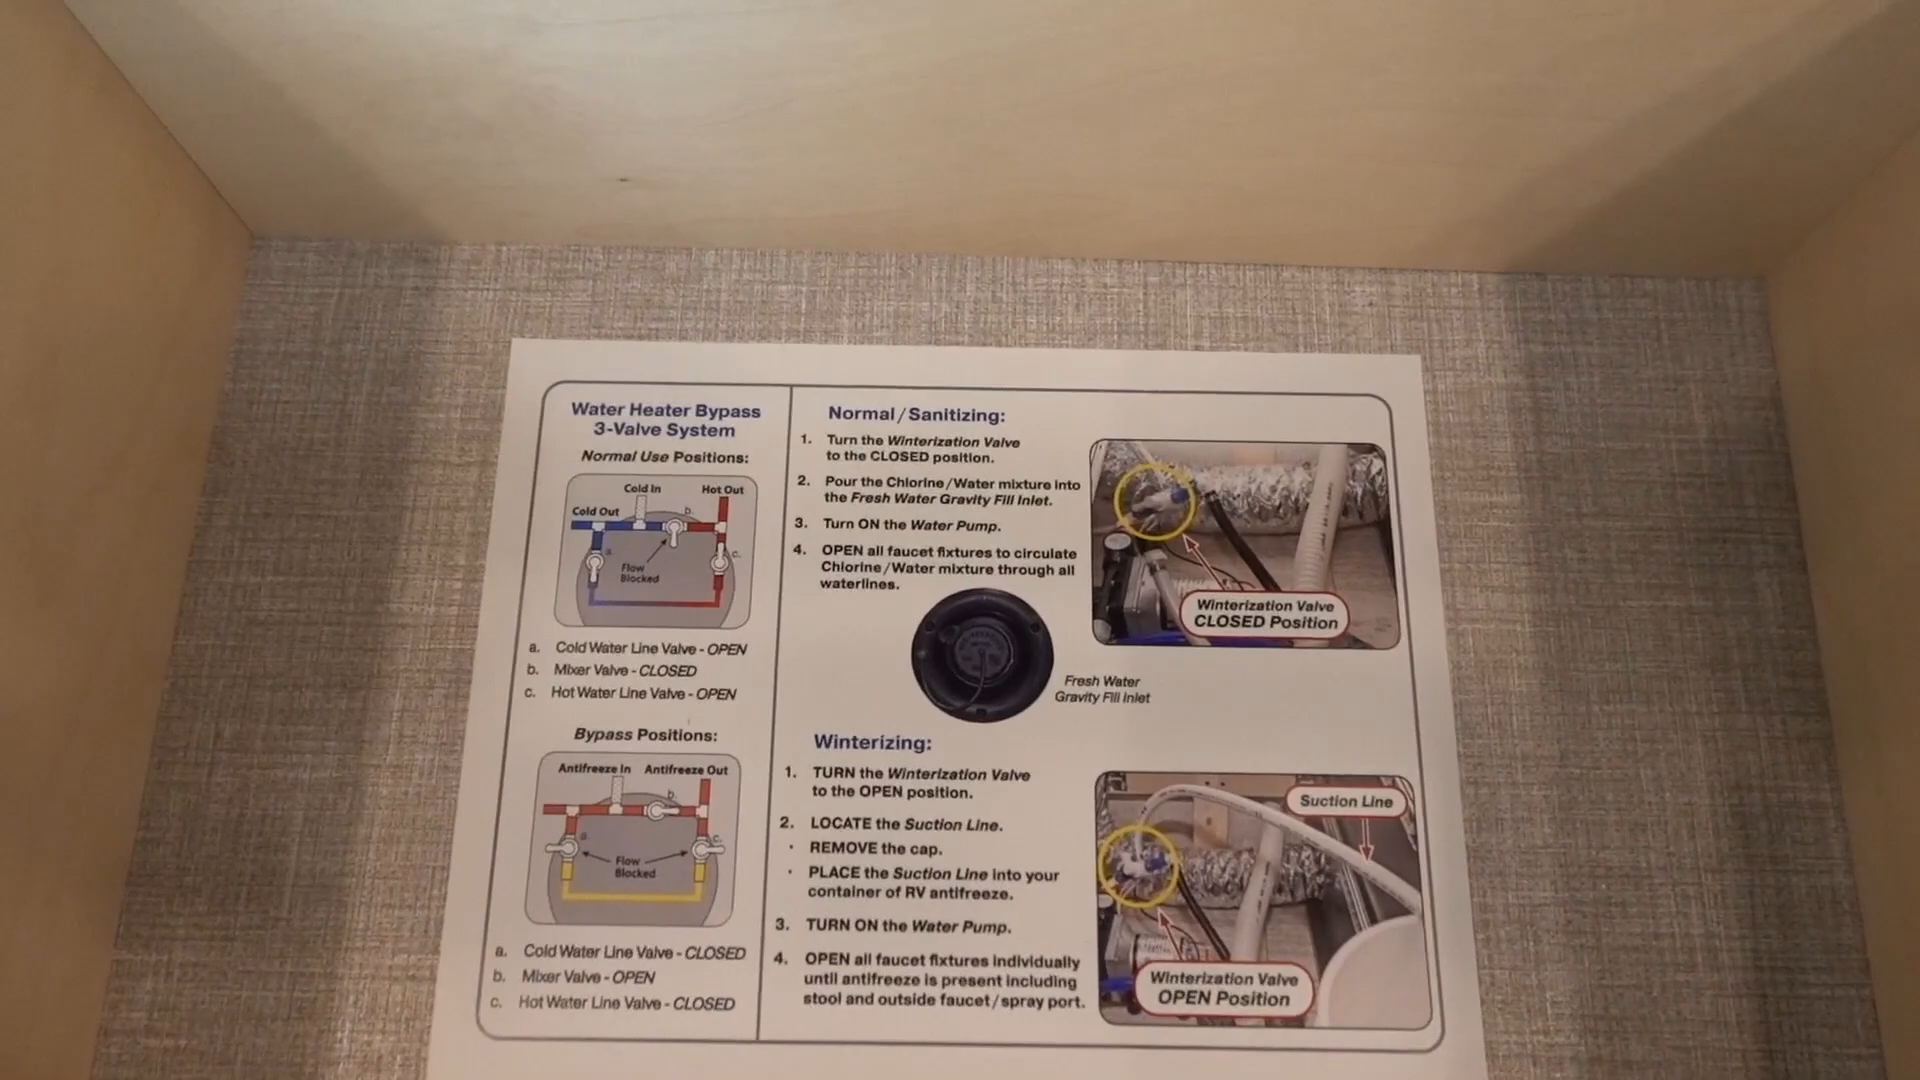 Water Heater Bypass
3-Valve System
Normal Use Positions:
Cold In
Hot Out
Cold Out
b.
a.
c.
Flow
Blocked
a. Cold Water Line Valve - OPEN
b. Mixer Valve - CLOSED
c. Hot Water Line Valve - OPEN
Bypass Positions:
Antifreeze In Antifreeze Out
b.
a.
c.
Flow
Blocked
a. Cold Water Line Valve - CLOSED
b. Mixer Valve - OPEN
c. Hot Water Line Valve - CLOSED
Normal/Sanitizing:
1. Turn the Winterization Valve
to the CLOSED position.
2. Pour the Chlorine/Water mixture into
the Fresh Water Gravity Fill Inlet.
3. Turn ON the Water Pump.
4. OPEN all faucet fixtures to circulate
Chlorine/Water mixture through all
waterlines.
Winterization Valve
CLOSED Position
Fresh Water
Gravity Fill Inlet
Winterizing:
1. TURN the Winterization Valve
to the OPEN position.
2. LOCATE the Suction Line.
· REMOVE the cap.
· PLACE the Suction Line into your
container of RV antifreeze.
3. TURN ON the Water Pump.
4. OPEN all faucet fixtures individually
until antifreeze is present including
stool and outside faucet/spray port.
Suction Line
Winterization Valve
OPEN Position